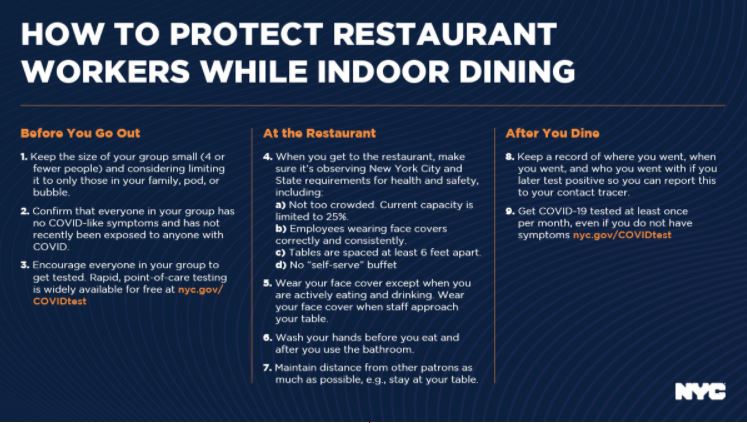 HOW TO PROTECT RESTAURANT
WORKERS WHILE INDOOR DINING
Before You Go Out
1. Keep the size of your group small (4 or
fewer people) and considering limiting
it to only those in your family, pod, or
bubble.
2. Confirm that everyone in your group has
no COVID-like symptoms and has not
recently been exposed to anyone with
COVID.
3. Encourage everyone in your group to
get tested. Rapid, point-of-care testing
is widely available for free at nyc.gov/
COVIDtest
At the Restaurant
4. When you get to the restaurant, make
sure it's observing New York City and
State requirements for health and safety,
including:
a) Not too crowded. Current capacity is
limited to 25%.
b) Employees wearing face covers
correctly and consistently.
c) Tables are spaced at least 6 feet apart.
d) No "self-serve" buffet
5. Wear your face cover except when you
are actively eating and drinking. Wear
your face cover when staff approach
your table.
6. Wash your hands before you eat and
after you use the bathroom.
7. Maintain distance from other patrons as
much as possible, e.g., stay at your table.
After You Dine
8. Keep a record of where you went, when
you went, and who you went with if you
later test positive so you can report this
to your contact tracer.
9. Get COVID-19 tested at least once
per month, even if you do not have
symptoms nyc.gov/COVIDtest
NYC